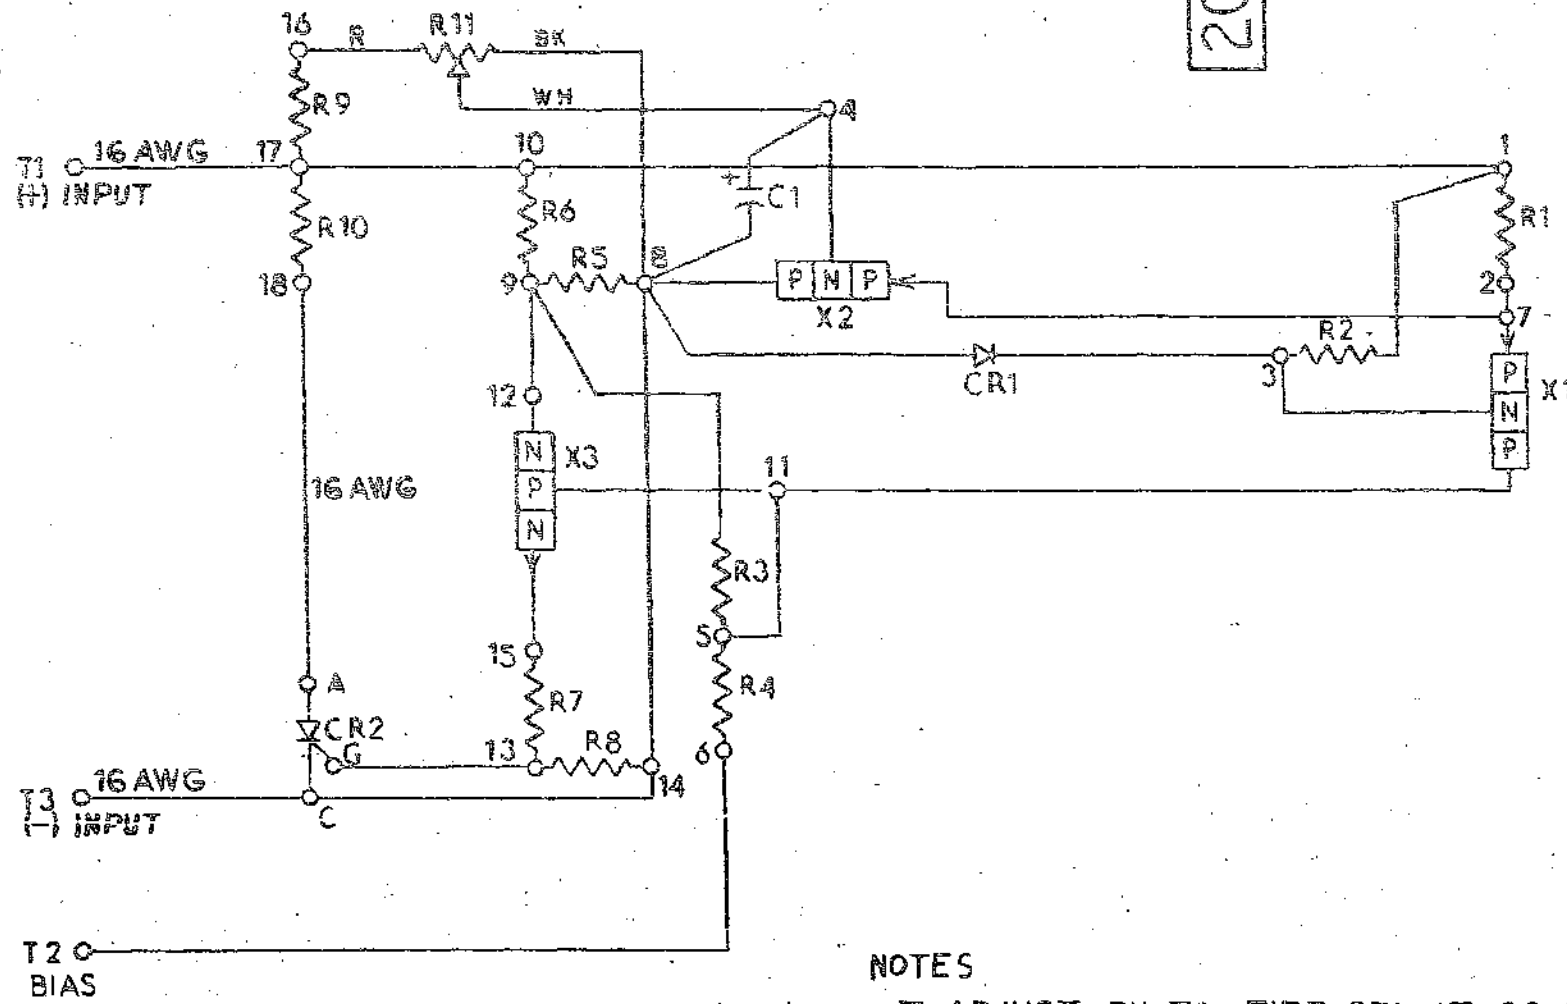 20
16
R
R11
BK
R9
WH
4
T1
16 AWG
17
10
1
(+) INPUT
+
C1
R10
R6
R1
R5
8
18
9
P N P
2
X2
7
R2
CR1
3
P
N
P
12
N
P
N
X3
11
16 AWG
R3
5
15
A
R7
R4
CR2
G
13
R8
6
T3
16 AWG
14
(-) INPUT
C
T2
BIAS
NOTES